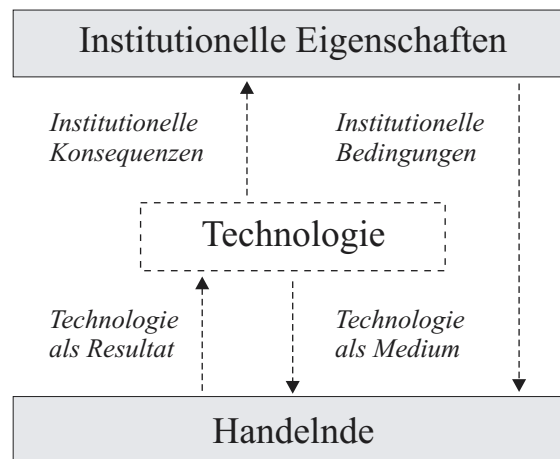 Institutionelle Eigenschaften
Institutionelle
Konsequenzen
Institutionelle
Bedingungen
Technologie
Technologie
als Resultat
Technologie
als Medium
Handelnde